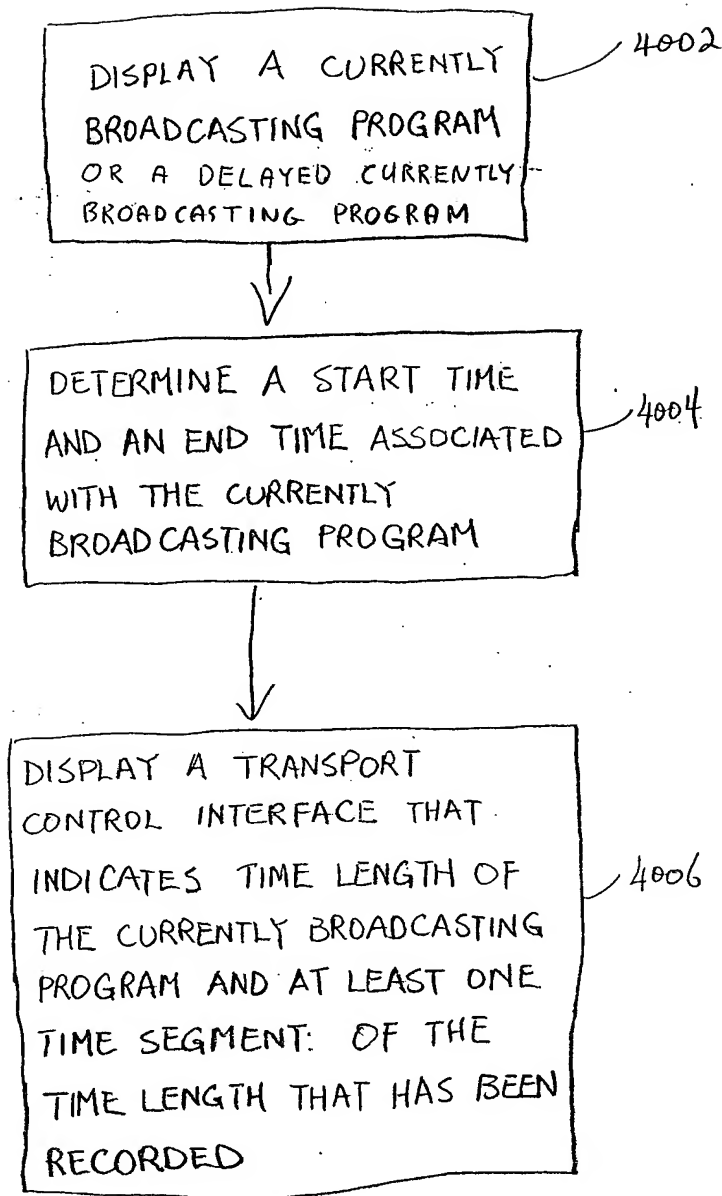 4002
DISPLAY A CURRENTLY
BROADCASTING PROGRAM
OR A DELAYED CURRENTLY
BROADCASTING PROGRAM
DETERMINE A START TIME
AND AN END TIME ASSOCIATED
WITH THE CURRENTLY
BROADCASTING PROGRAM
4004
DISPLAY A TRANSPORT
CONTROL INTERFACE THAT
INDICATES TIME LENGTH OF
THE CURRENTLY BROADCASTING
PROGRAM AND AT LEAST ONE
TIME SEGMENT: OF THE
TIME LENGTH THAT HAS BEEN
RECORDED
4006